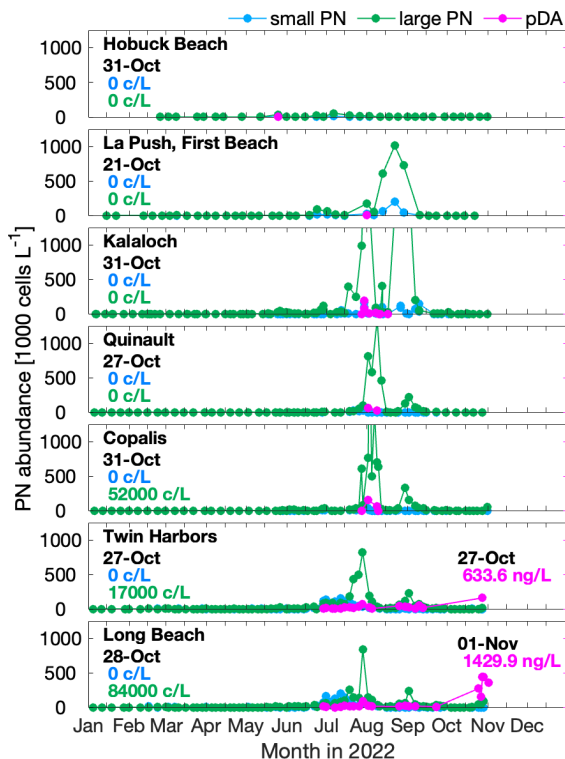 small PN large PN pDA
PN abundance [1000 cells L⁻¹]
1000
500
0
Hobuck Beach
31-Oct
0 c/L
0 c/L
1000
500
0
La Push, First Beach
21-Oct
0 c/L
0 c/L
1000
500
0
Kalaloch
31-Oct
0 c/L
0 c/L
1000
500
0
Quinault
27-Oct
0 c/L
0 c/L
1000
500
0
Copalis
31-Oct
0 c/L
52000 c/L
1000
500
0
Twin Harbors
27-Oct
0 c/L
17000 c/L
27-Oct
633.6 ng/L
1000
500
0
Long Beach
28-Oct
0 c/L
84000 c/L
01-Nov
1429.9 ng/L
Jan Feb Mar Apr May Jun Jul Aug Sep Oct Nov Dec
Month in 2022